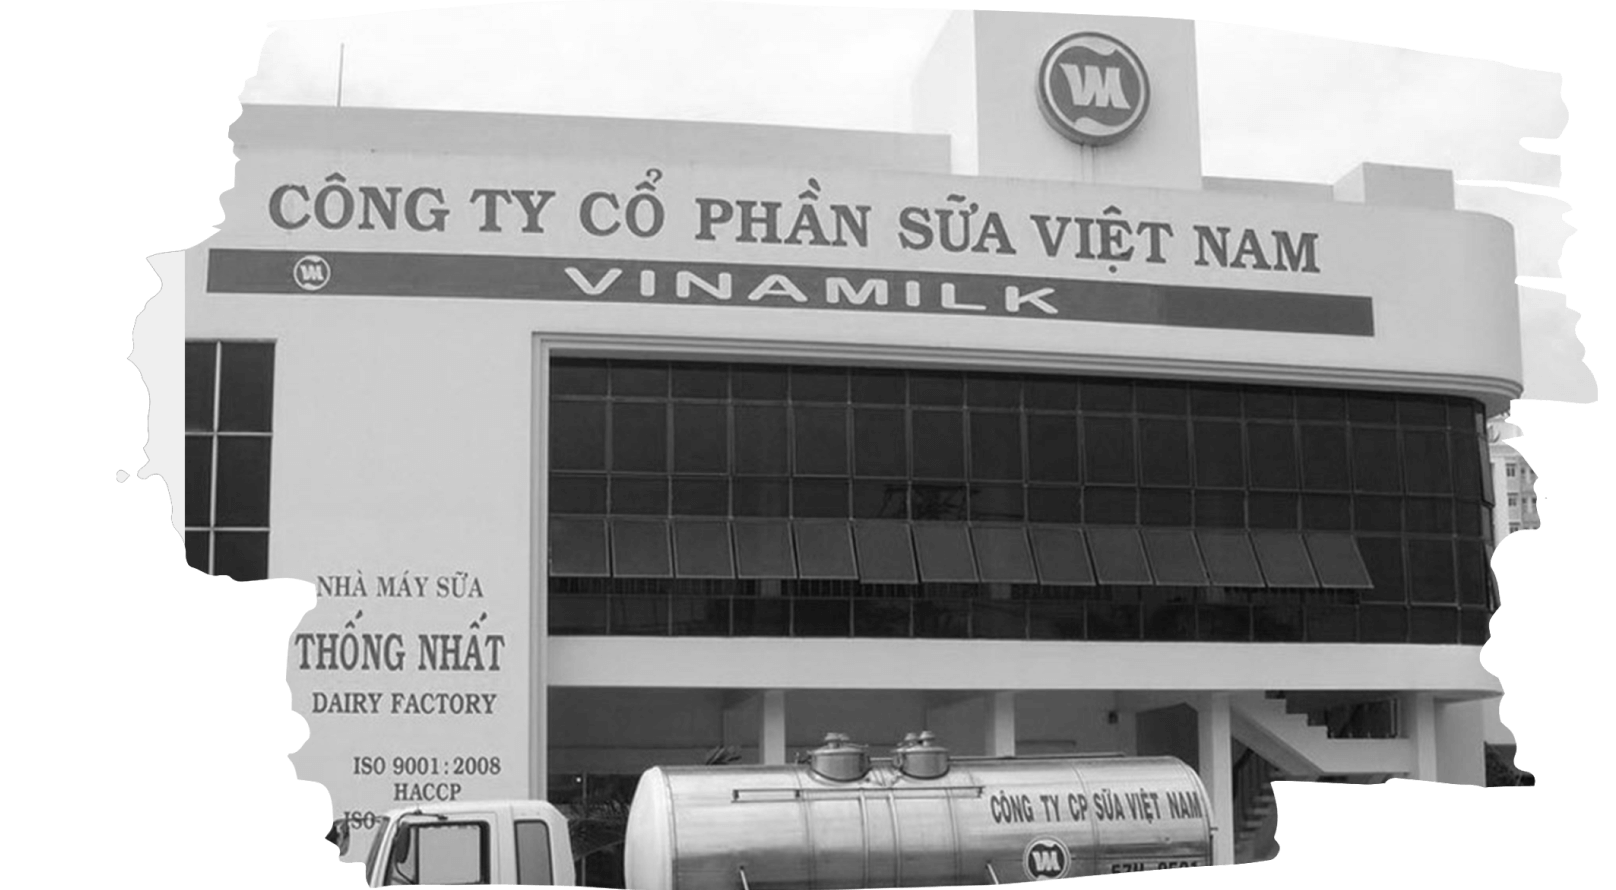 VM
CÔNG TY CỔ PHẦN SỮA VIỆT NAM
VM VINAMILK
NHÀ MÁY SỮA
THỐNG NHẤT
DAIRY FACTORY
ISO 9001:2008
HACCP
ISO
CÔNG TY CP SỮA VIỆT NAM
VM